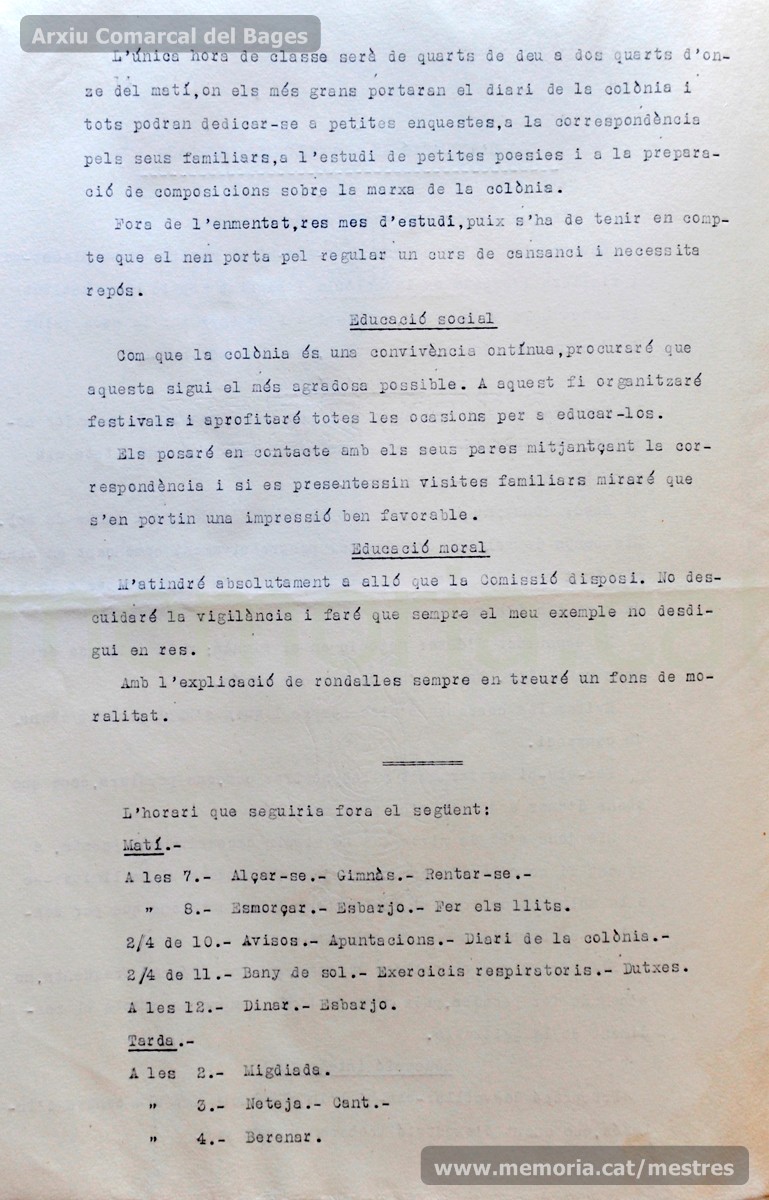 Arxiu Comarcal del Bages
L'única hora de classe serà de quarts de deu a dos quarts d'on-
ze del matí,on els més grans portaran el diari de la colònia i
tots podran dedicar-se a petites enquestes,a la correspondència
pels seus familiars,a l'estudi de petites poesies i a la prepara-
ció de composicions sobre la marxa de la colònia.
Fora de l'enmentat,res mes d'estudi,puix s'ha de tenir en comp-
te que el nen porta pel regular un curs de cansanci i necessita
repós.
Educació social
Com que la colònia és una convivència ontínua,procuraré que
aquesta sigui el més agradosa possible. A aquest fi organitzaré
festivals i aprofitaré totes les ocasions per a educar-los.
Els posaré en contacte amb els seus pares mitjantçant la cor-
respondència i si es presentessin visites familiars miraré que
s'en portin una impressió ben favorable.
Educació moral
M'atindré absolutament a alló que la Comissió disposi. No des-
cuidaré la vigilància i faré que sempre el meu exemple no desdi-
gui en res.
Amb l'explicació de rondalles sempre en treuré un fons de mo-
ralitat.
L'horari que seguiria fora el següent:
Matí.-
A les 7.- Alçar-se.- Gimnàs.- Rentar-se.-
" 8.- Esmorçar.- Esbarjo.- Fer els llits.
2/4 de 10.- Avisos.- Apuntacions.- Diari de la colònia.-
2/4 de 11.- Bany de sol.- Exercicis respiratoris.- Dutxes.
A les 12.- Dinar.- Esbarjo.
Tarda.-
A les 2.- Migdiada.
" 3.- Neteja.- Cant.-
" 4.- Berenar.
www.memoria.cat/mestres